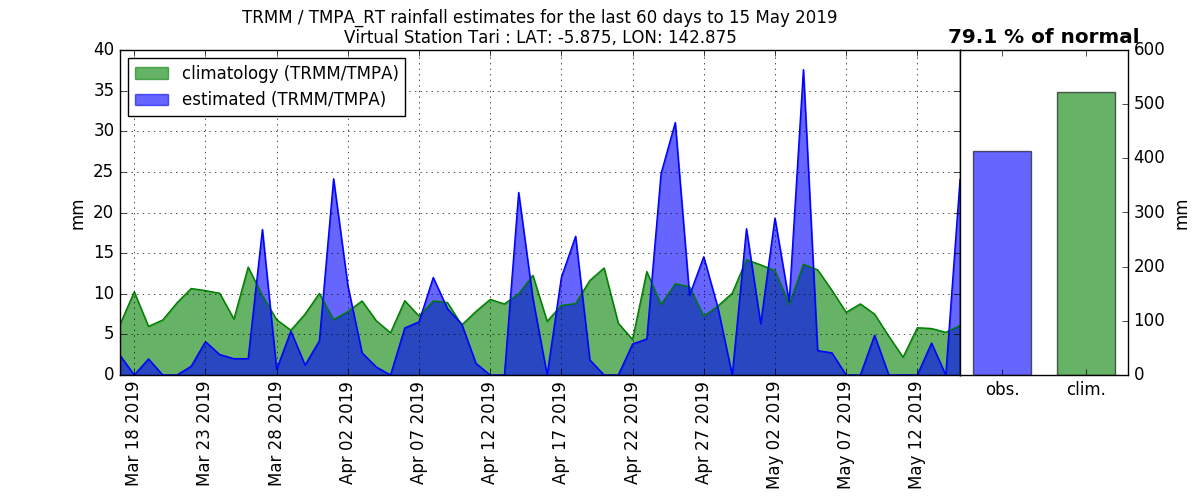 TRMM / TMPA_RT rainfall estimates for the last 60 days to 15 May 2019
Virtual Station Tari : LAT: -5.875, LON: 142.875
79.1 % of normal
climatology (TRMM/TMPA)
estimated (TRMM/TMPA)
40
35
30
25
20
15
10
5
0
mm
Mar 18 2019
Mar 23 2019
Mar 28 2019
Apr 02 2019
Apr 07 2019
Apr 12 2019
Apr 17 2019
Apr 22 2019
Apr 27 2019
May 02 2019
May 07 2019
May 12 2019
obs.
clim.
600
500
400
300
200
100
0
mm